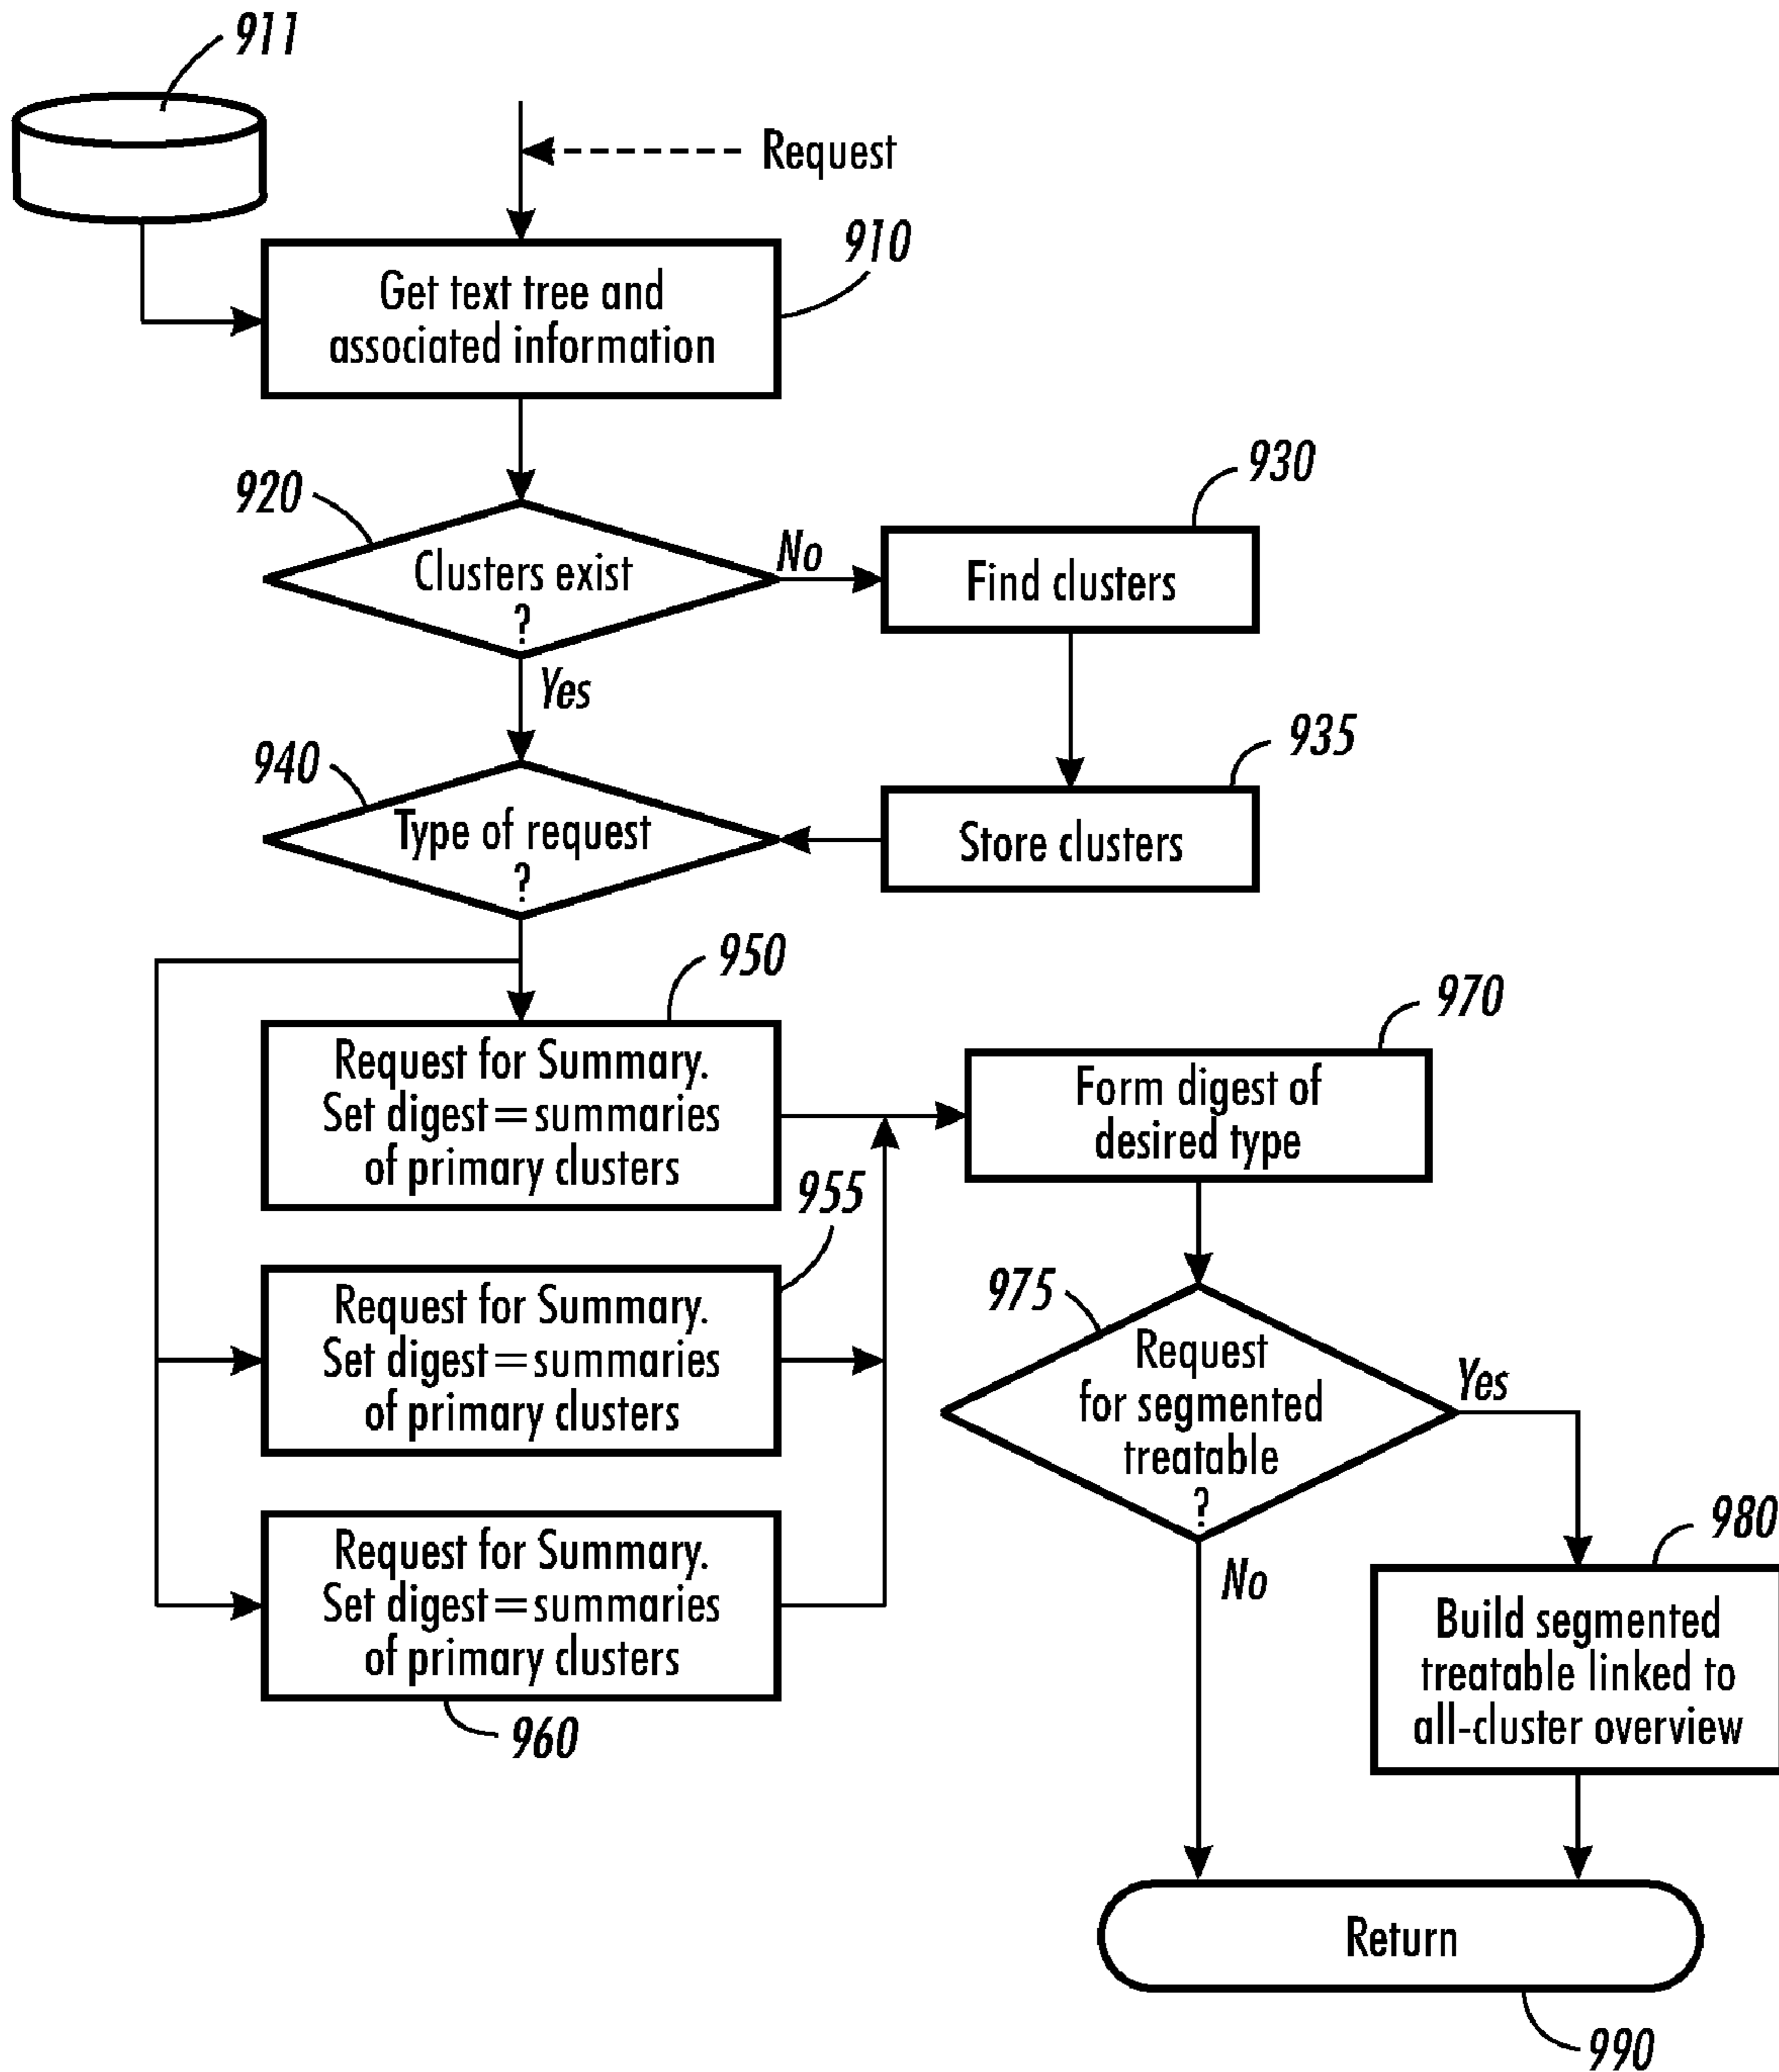 911
Request
910
Get text tree and
associated information
920
Clusters exist
?
No
930
Find clusters
Yes
935
Store clusters
940
Type of request
?
950
Request for Summary.
Set digest=summaries
of primary clusters
970
Form digest of
desired type
955
Request for Summary.
Set digest=summaries
of primary clusters
975
Request
for segmented
treatable
?
Yes
No
960
Request for Summary.
Set digest=summaries
of primary clusters
980
Build segmented
treatable linked to
all-cluster overview
Return
990